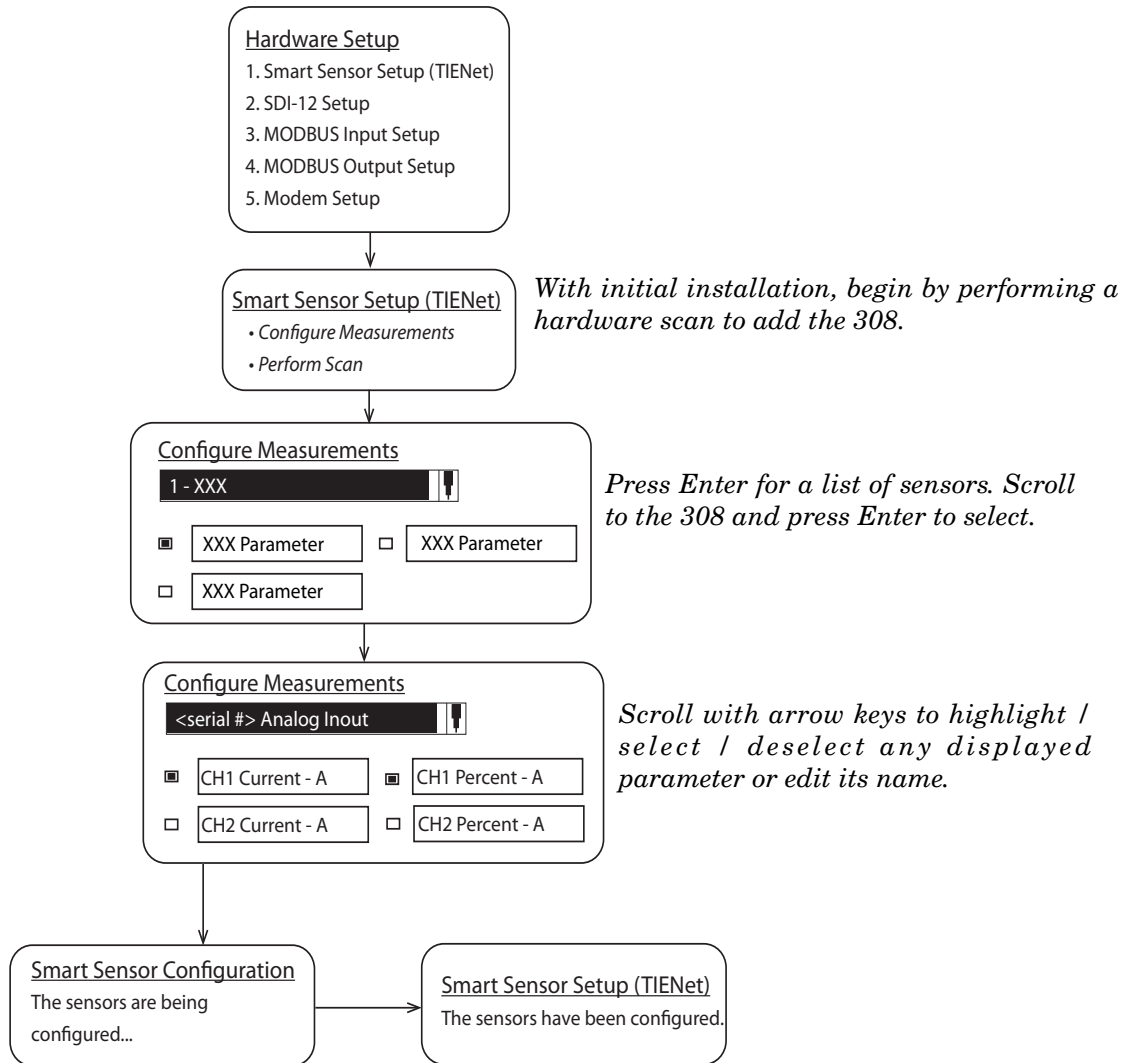 Hardware Setup
1. Smart Sensor Setup (TIENet)
2. SDI-12 Setup
3. MODBUS Input Setup
4. MODBUS Output Setup
5. Modem Setup
Smart Sensor Setup (TIENet)
• Configure Measurements
• Perform Scan
With initial installation, begin by performing a
hardware scan to add the 308.
Configure Measurements
1 - XXX
XXX Parameter
XXX Parameter
XXX Parameter
Press Enter for a list of sensors. Scroll
to the 308 and press Enter to select.
Configure Measurements
<serial #> Analog Inout
CH1 Current - A
CH1 Percent - A
CH2 Current - A
CH2 Percent - A
Scroll with arrow keys to highlight /
select / deselect any displayed
parameter or edit its name.
Smart Sensor Configuration
The sensors are being
configured...
Smart Sensor Setup (TIENet)
The sensors have been configured.